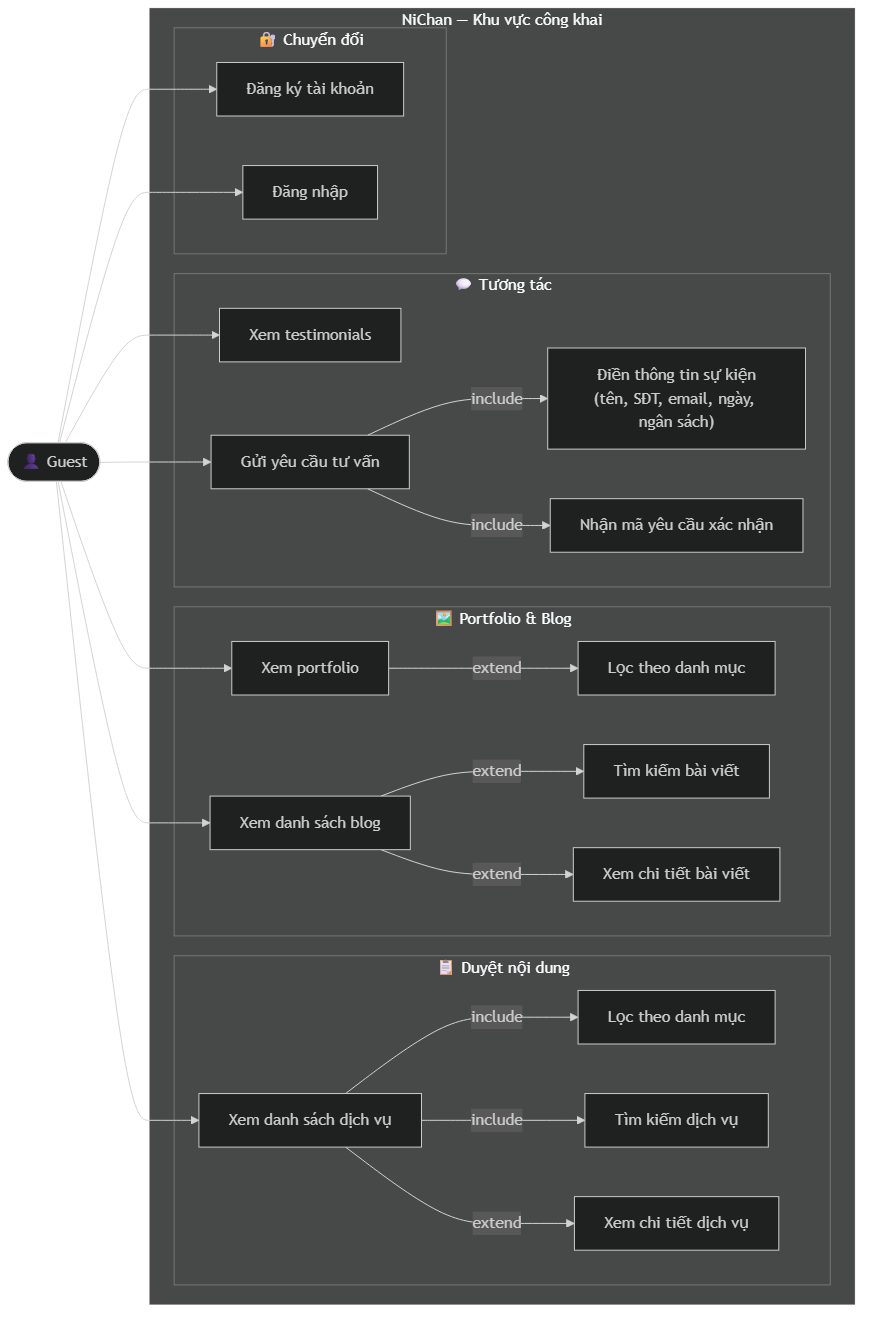 NiChan — Khu vực công khai
🔐 Chuyển đổi
Đăng ký tài khoản
Đăng nhập
💬 Tương tác
Xem testimonials
Điền thông tin sự kiện
(tên, SĐT, email, ngày,
ngân sách)
include
👤 Guest
Gửi yêu cầu tư vấn
include
Nhận mã yêu cầu xác nhận
🖼️ Portfolio & Blog
Xem portfolio
extend
Lọc theo danh mục
extend
Tìm kiếm bài viết
Xem danh sách blog
extend
Xem chi tiết bài viết
📋 Duyệt nội dung
include
Lọc theo danh mục
Xem danh sách dịch vụ
include
Tìm kiếm dịch vụ
extend
Xem chi tiết dịch vụ